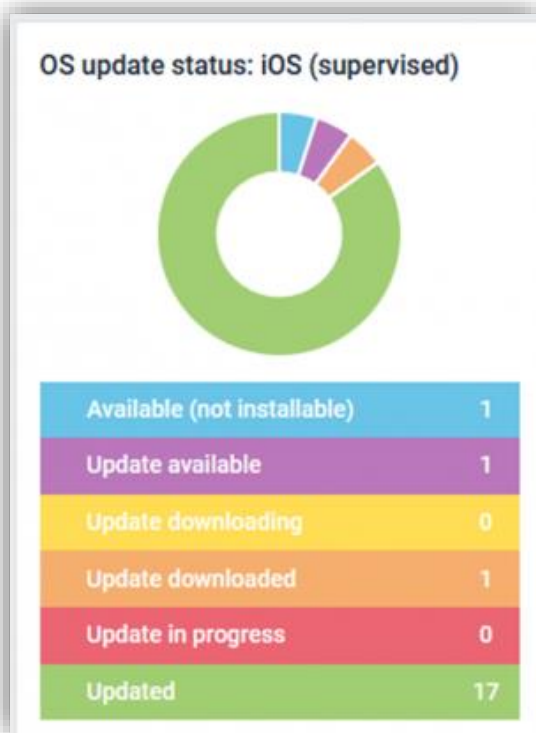 OS update status: iOS (supervised)
Available (not installable) 1
Update available 1
Update downloading 0
Update downloaded 1
Update in progress 0
Updated 17